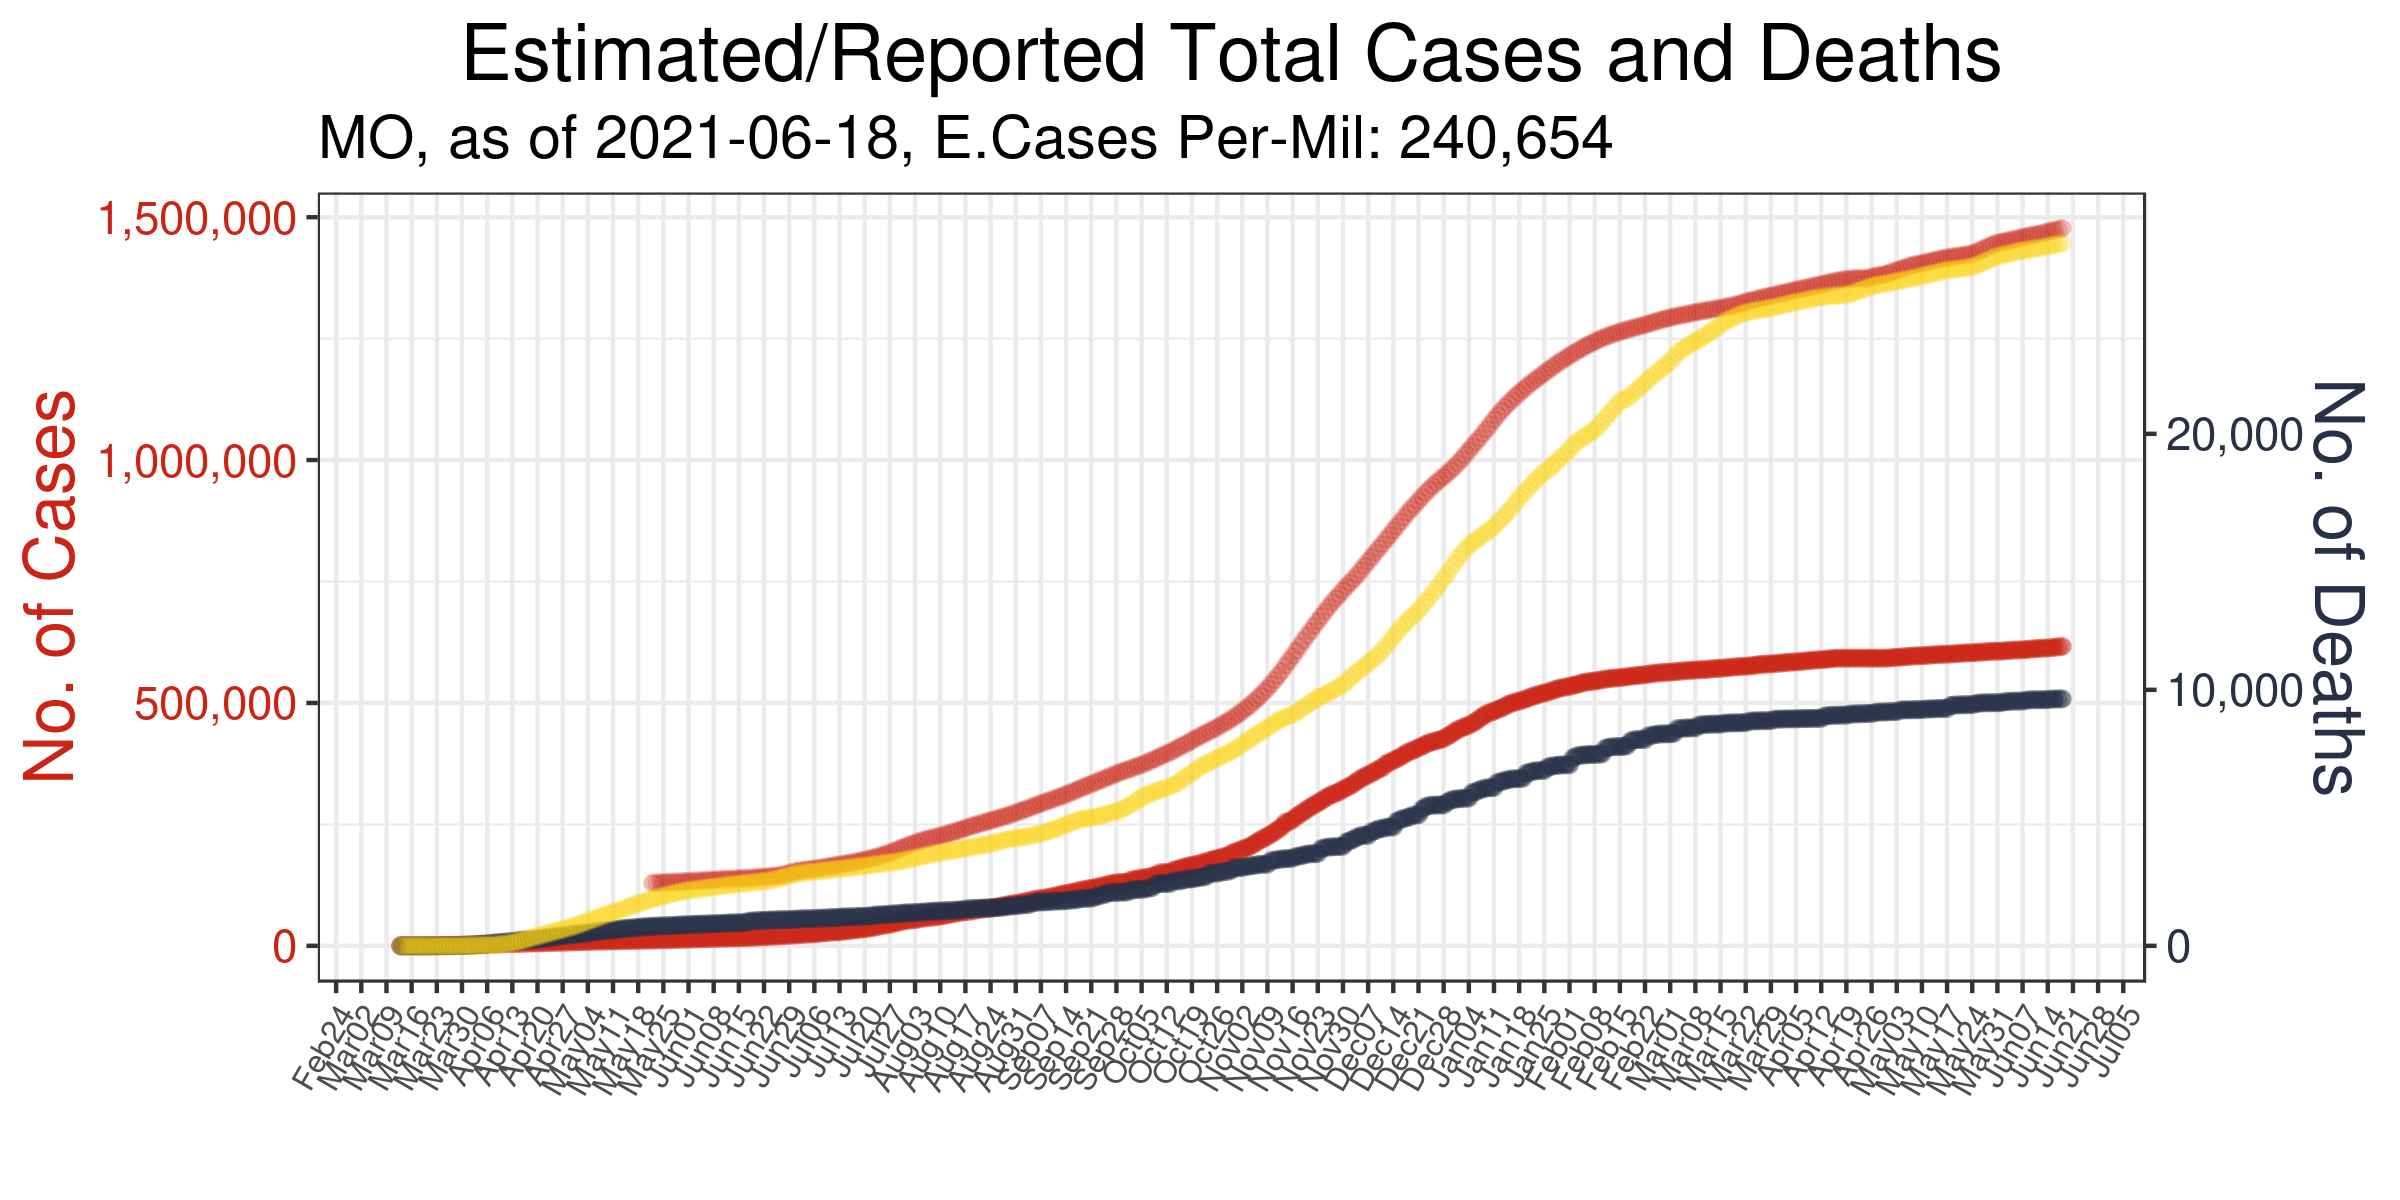 Estimated/Reported Total Cases and Deaths
MO, as of 2021-06-18, E.Cases Per-Mil: 240,654
No. of Cases
1,500,000
1,000,000
500,000
0
No. of Deaths
20,000
10,000
0
Feb24
Mar02
Mar09
Mar16
Mar23
Mar30
Apr06
Apr13
Apr20
Apr27
May04
May11
May18
May25
Jun01
Jun08
Jun15
Jun22
Jun29
Jul06
Jul13
Jul20
Jul27
Aug03
Aug10
Aug17
Aug24
Aug31
Sep07
Sep14
Sep21
Sep28
Oct05
Oct12
Oct19
Oct26
Nov02
Nov09
Nov16
Nov23
Nov30
Dec07
Dec14
Dec21
Dec28
Jan04
Jan11
Jan18
Jan25
Feb01
Feb08
Feb15
Feb22
Mar01
Mar08
Mar15
Mar22
Mar29
Apr05
Apr12
Apr19
Apr26
May03
May10
May17
May24
May31
Jun07
Jun14
Jun21
Jun28
Jul05